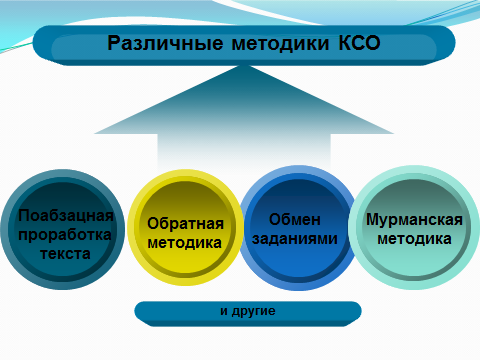 Различные методики КСО
Поабзацная
проработка
текста
Обратная
методика
Обмен
заданиями
Мурманская
методика
и другие